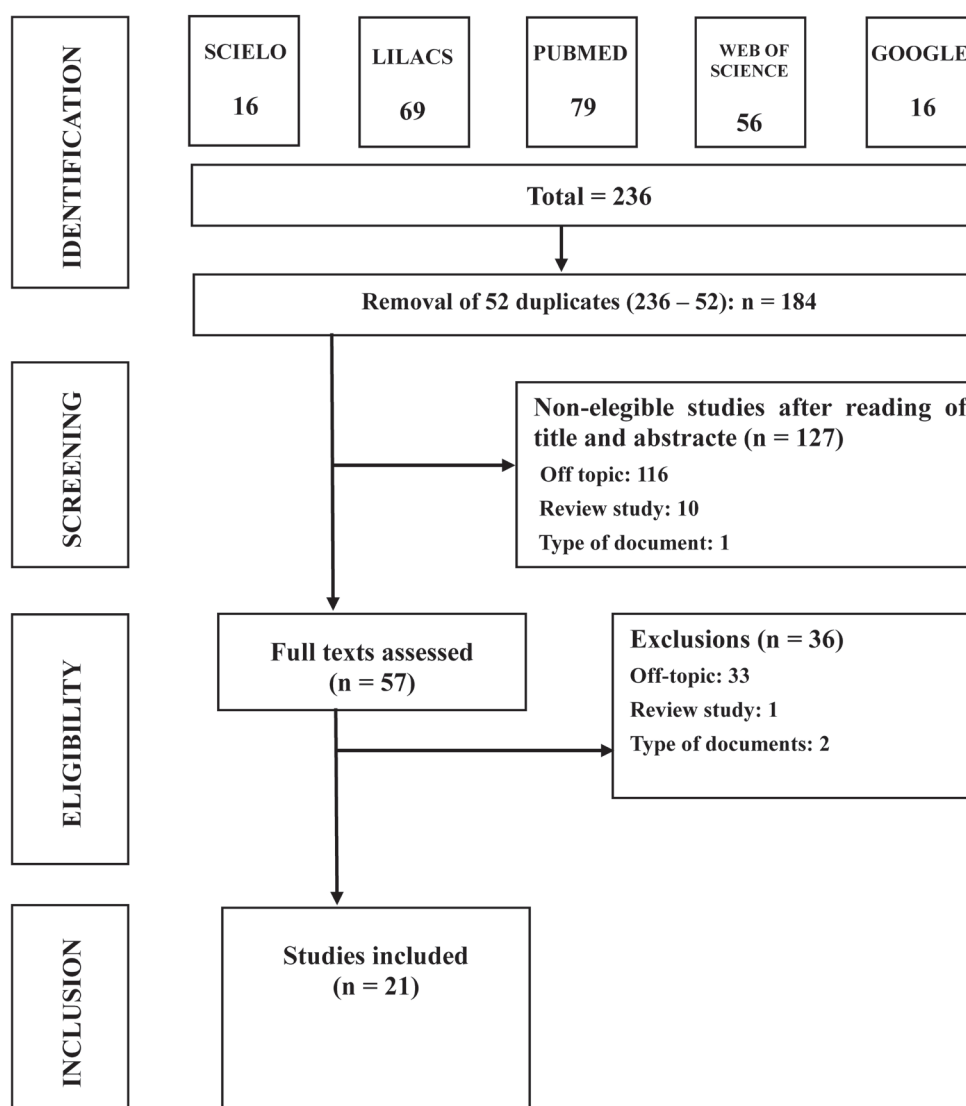 IDENTIFICATION
SCIELO
16
LILACS
69
PUBMED
79
WEB OF
SCIENCE
56
GOOGLE
16
Total = 236
Removal of 52 duplicates (236 – 52): n = 184
SCREENING
Non-elegible studies after reading of
title and abstracte (n = 127)
Off topic: 116
Review study: 10
Type of document: 1
ELIGIBILITY
Full texts assessed
(n = 57)
Exclusions (n = 36)
Off-topic: 33
Review study: 1
Type of documents: 2
INCLUSION
Studies included
(n = 21)